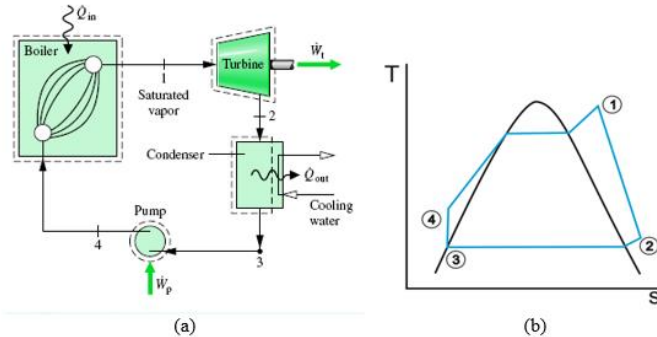 Q̇in
Boiler
1
Saturated
vapor
Turbine
Ẇt
2
Condenser
Q̇out
Cooling
water
Pump
4
3
Ẇp
(a)
T
①
④
③
②
S
(b)